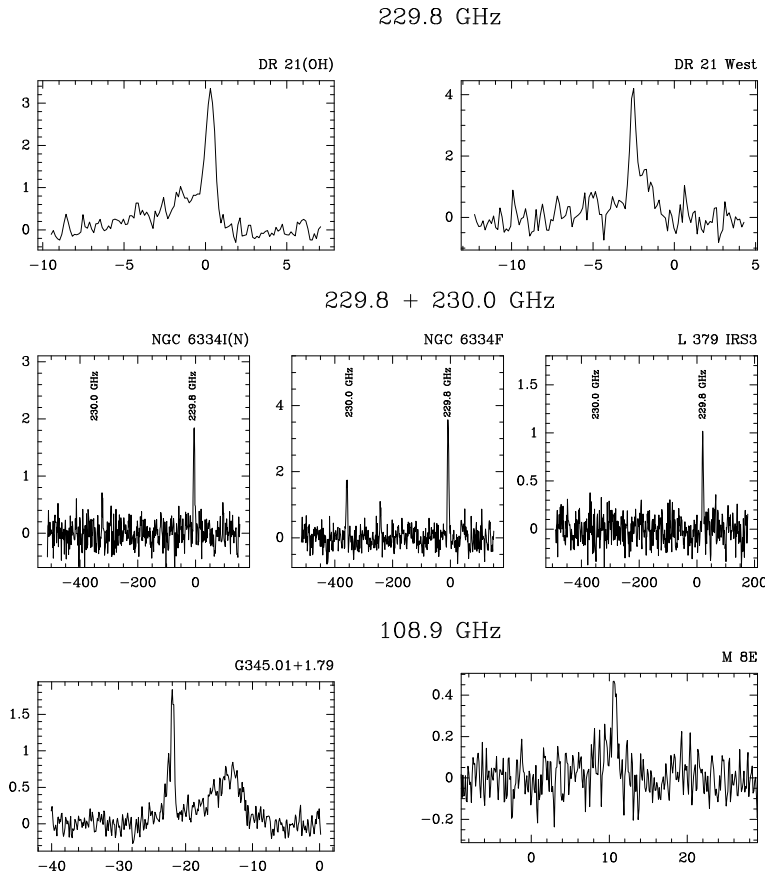 229.8 GHz
DR 21(OH)
DR 21 West
3
2
1
0
−10 −5 0 5
4
2
0
−10 −5 0 5
229.8 + 230.0 GHz
NGC 6334I(N)
NGC 6334F
L 379 IRS3
3
2
1
0
230.0 GHz
229.8 GHz
−400 −200 0
4
2
0
230.0 GHz
229.8 GHz
−400 −200 0
1.5
1
0.5
0
230.0 GHz
229.8 GHz
−400 −200 0 200
108.9 GHz
G345.01+1.79
M 8E
1.5
1
0.5
0
−40 −30 −20 −10 0
0.4
0.2
0
−0.2
0 10 20